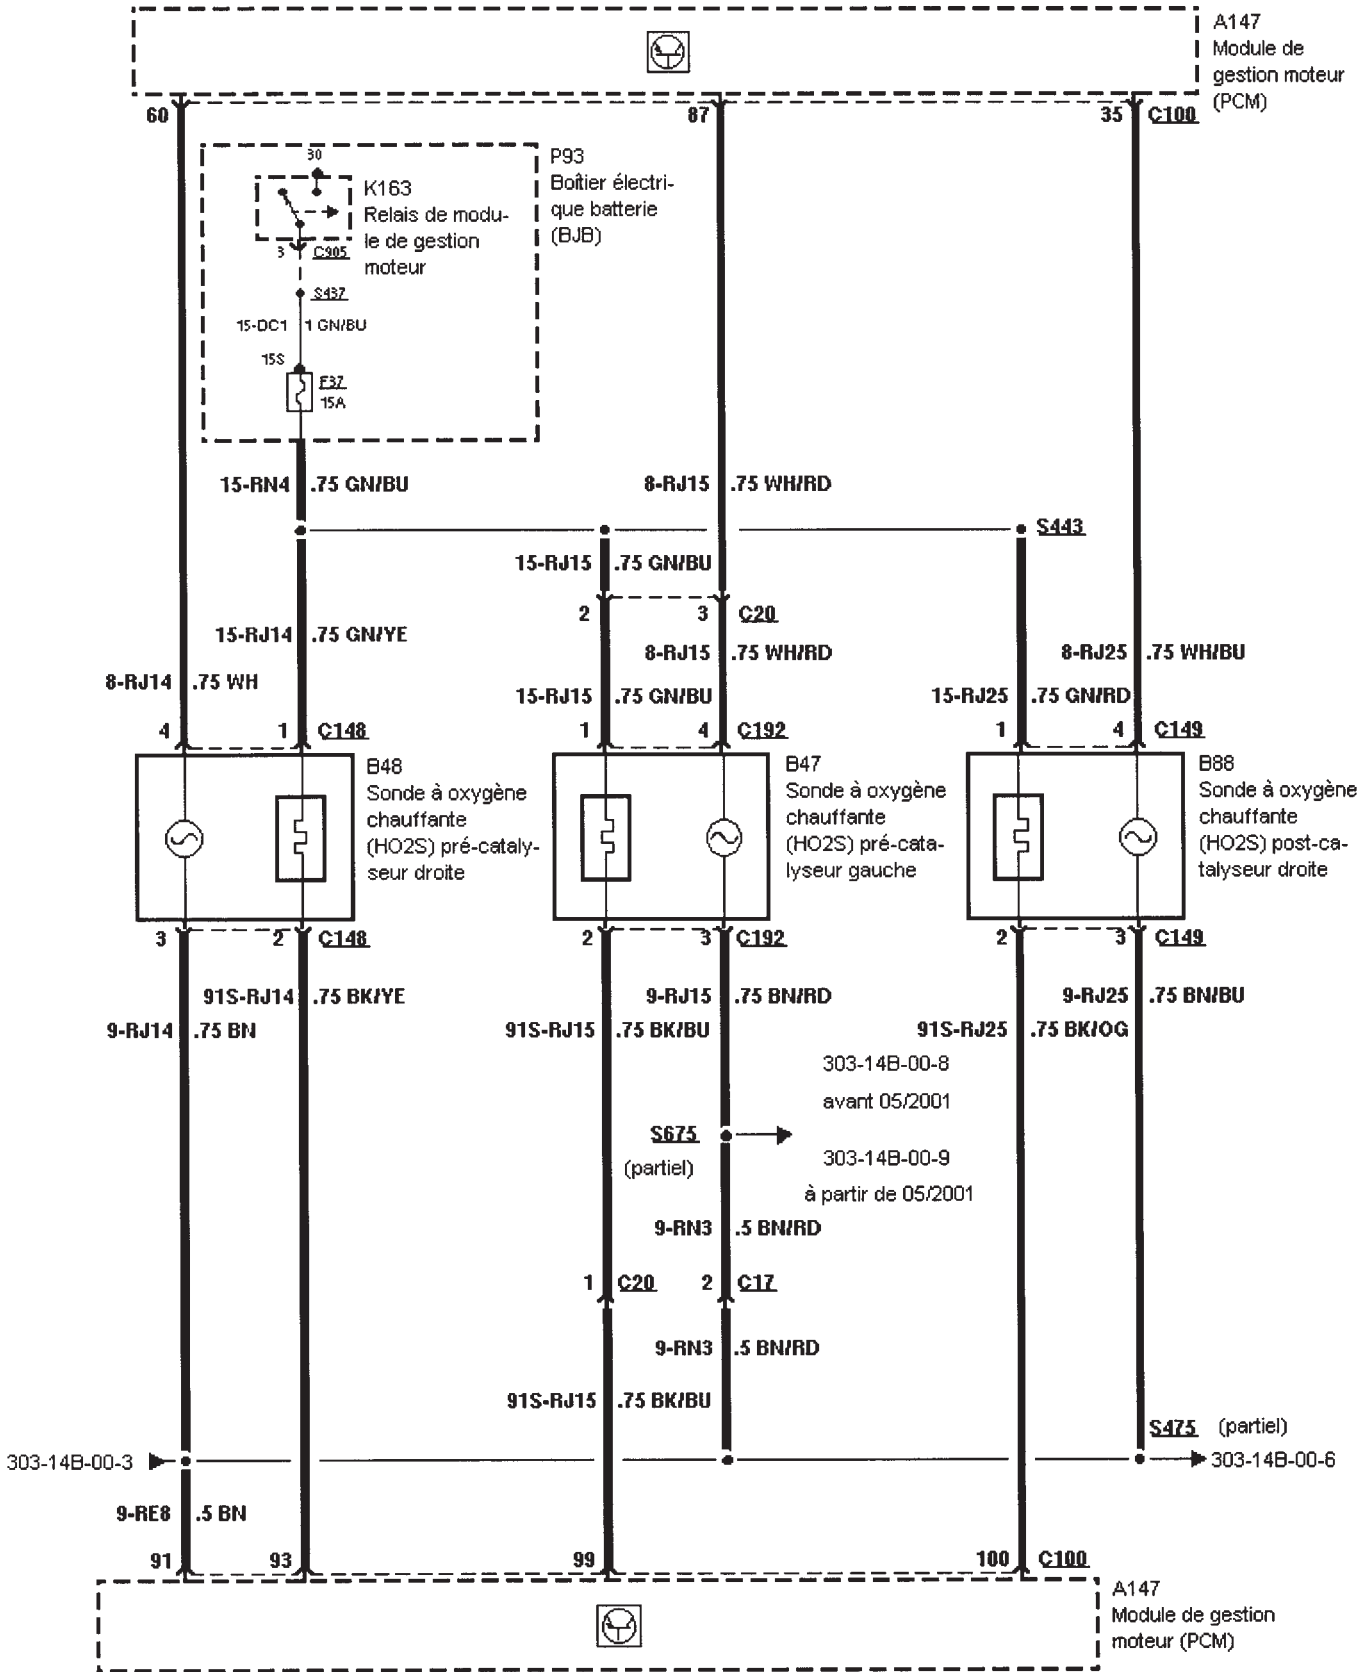 A147
Module de
gestion moteur
(PCM)
60
87
35 C100
30
K163
Relais de modu-
le de gestion
moteur
P93
Boîtier électri-
que batterie
(BJB)
3 C905
S437
15-DC1 1 GN/BU
15S
F37
15A
15-RN4 .75 GN/BU
8-RJ15 .75 WH/RD
S443
15-RJ15 .75 GN/BU
2 3 C20
15-RJ14 .75 GN/YE
8-RJ15 .75 WH/RD
8-RJ25 .75 WH/BU
8-RJ14 .75 WH
15-RJ15 .75 GN/BU
15-RJ25 .75 GN/RD
4 1 C148
1 4 C192
1 4 C149
B48
Sonde à oxygène
chauffante
(HO2S) pré-cataly-
seur droite
B47
Sonde à oxygène
chauffante
(HO2S) pré-cata-
lyseur gauche
B88
Sonde à oxygène
chauffante
(HO2S) post-ca-
talyseur droite
3 2 C148
2 3 C192
2 3 C149
91S-RJ14 .75 BK/YE
9-RJ15 .75 BN/RD
9-RJ25 .75 BN/BU
9-RJ14 .75 BN
91S-RJ15 .75 BK/BU
91S-RJ25 .75 BK/OG
303-14B-00-8
avant 05/2001
S675
(partiel)
303-14B-00-9
à partir de 05/2001
9-RN3 .5 BN/RD
1 C20 2 C17
9-RN3 .5 BN/RD
91S-RJ15 .75 BK/BU
S475 (partiel)
303-14B-00-3
303-14B-00-6
9-RE8 .5 BN
91 93 99 100 C100
A147
Module de gestion
moteur (PCM)